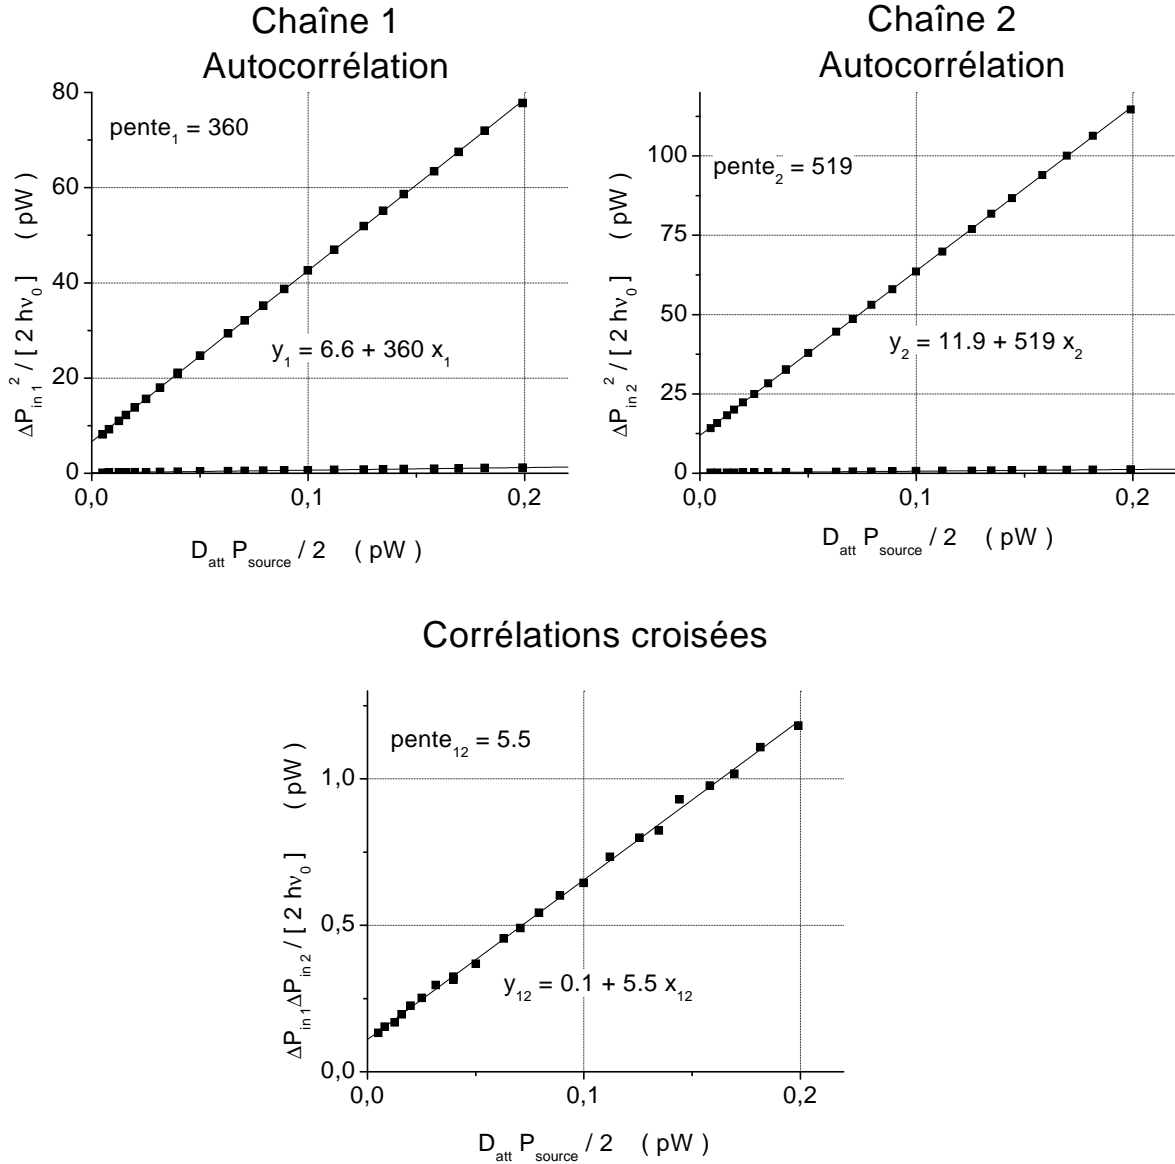 Chaîne 1
Autocorrélation
80
60
40
20
0
0,0
0,1
0,2
pente1 = 360
y1 = 6.6 + 360 x1
ΔPin 1² / [ 2 hν0 ] ( pW )
Datt Psource / 2 ( pW )
Chaîne 2
Autocorrélation
100
75
50
25
0
0,0
0,1
0,2
pente2 = 519
y2 = 11.9 + 519 x2
ΔPin 2² / [ 2 hν0 ] ( pW )
Datt Psource / 2 ( pW )
Corrélations croisées
1,0
0,5
0,0
0,0
0,1
0,2
pente12 = 5.5
y12 = 0.1 + 5.5 x12
ΔPin 1ΔPin 2 / [ 2 hν0 ] ( pW )
Datt Psource / 2 ( pW )